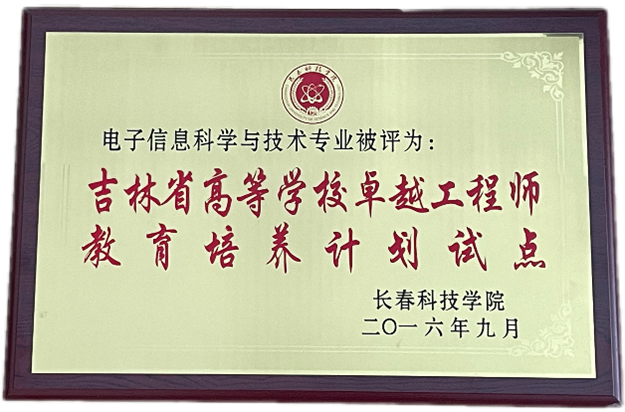 电子信息科学与技术专业被评为：
吉林省高等学校卓越工程师
教育培养计划试点
长春科技学院
二〇一六年九月